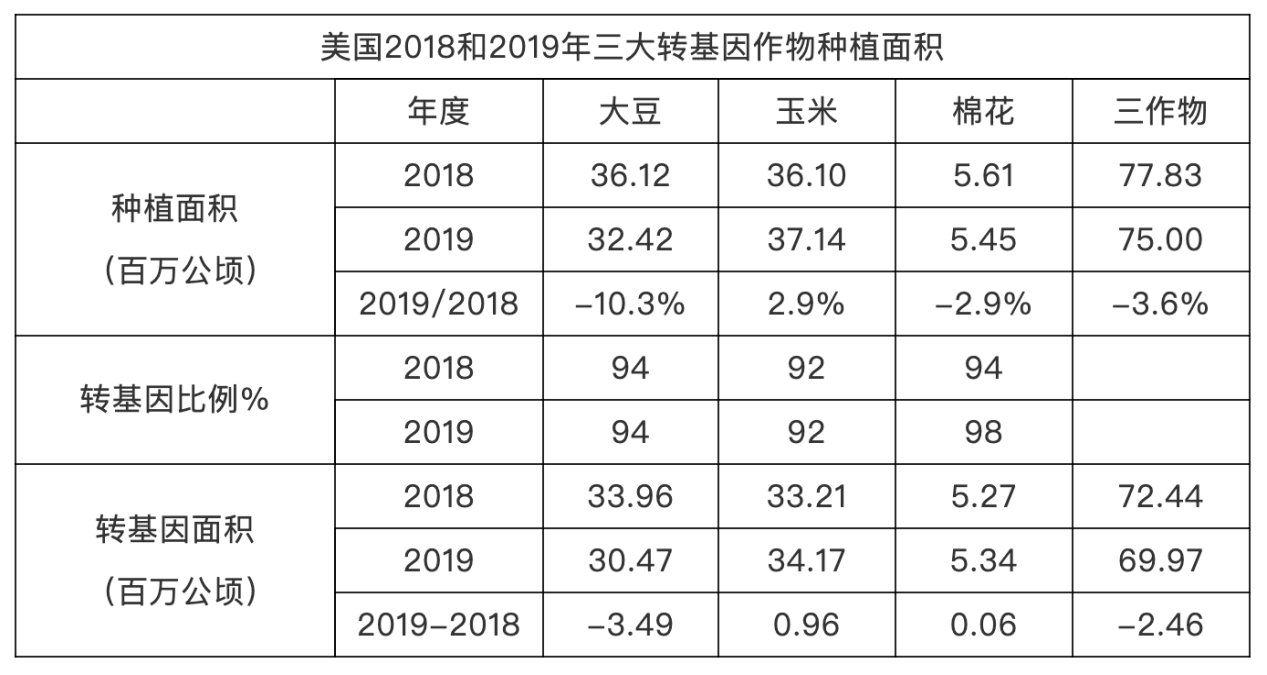 美国2018和2019年三大转基因作物种植面积
年度 大豆 玉米 棉花 三作物
种植面积
（百万公顷）
2018 36.12 36.10 5.61 77.83
2019 32.42 37.14 5.45 75.00
2019/2018 -10.3% 2.9% -2.9% -3.6%
转基因比例%
2018 94 92 94
2019 94 92 98
转基因面积
（百万公顷）
2018 33.96 33.21 5.27 72.44
2019 30.47 34.17 5.34 69.97
2019-2018 -3.49 0.96 0.06 -2.46